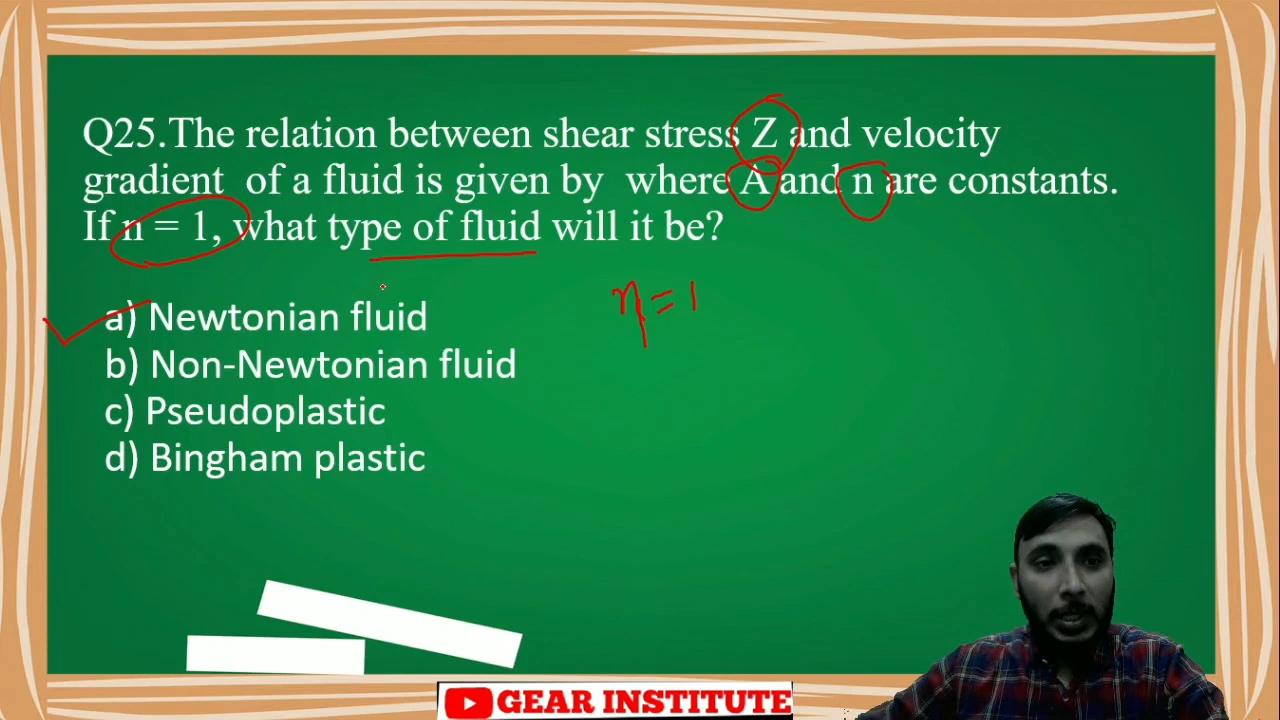 Q25.The relation between shear stress Z and velocity
gradient of a fluid is given by where A and n are constants.
If n = 1, what type of fluid will it be?
η = 1
a) Newtonian fluid
b) Non-Newtonian fluid
c) Pseudoplastic
d) Bingham plastic
GEAR INSTITUTE